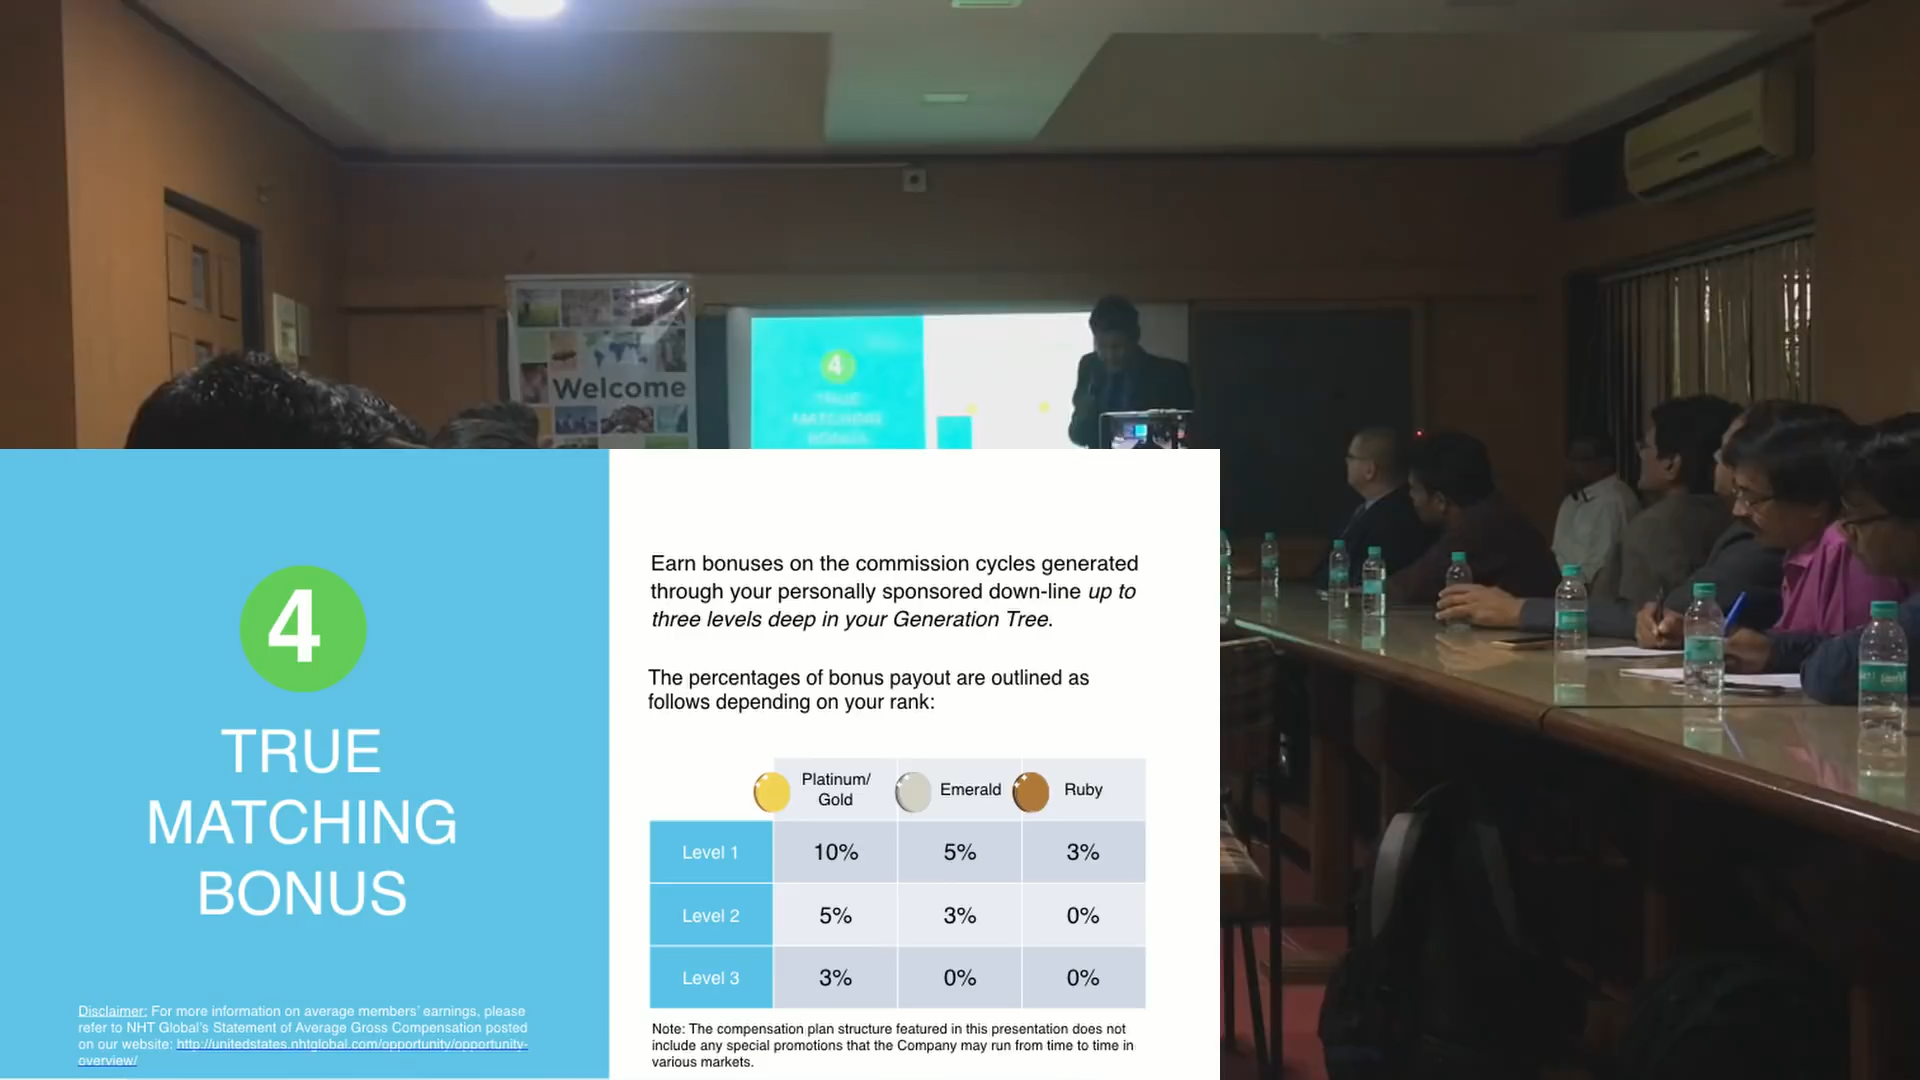 Welcome
4
TRUE
MATCHING
BONUS
4
TRUE
MATCHING
BONUS
Disclaimer: For more information on average members' earnings, please
refer to NHT Global's Statement of Average Gross Compensation posted
on our website: http://unitedstates.nhtglobal.com/opportunity/opportunity-
overview/
Earn bonuses on the commission cycles generated
through your personally sponsored down-line up to
three levels deep in your Generation Tree.
The percentages of bonus payout are outlined as
follows depending on your rank:
Platinum/
Gold
Emerald
Ruby
Level 1 10% 5% 3%
Level 2 5% 3% 0%
Level 3 3% 0% 0%
Note: The compensation plan structure featured in this presentation does not
include any special promotions that the Company may run from time to time in
various markets.